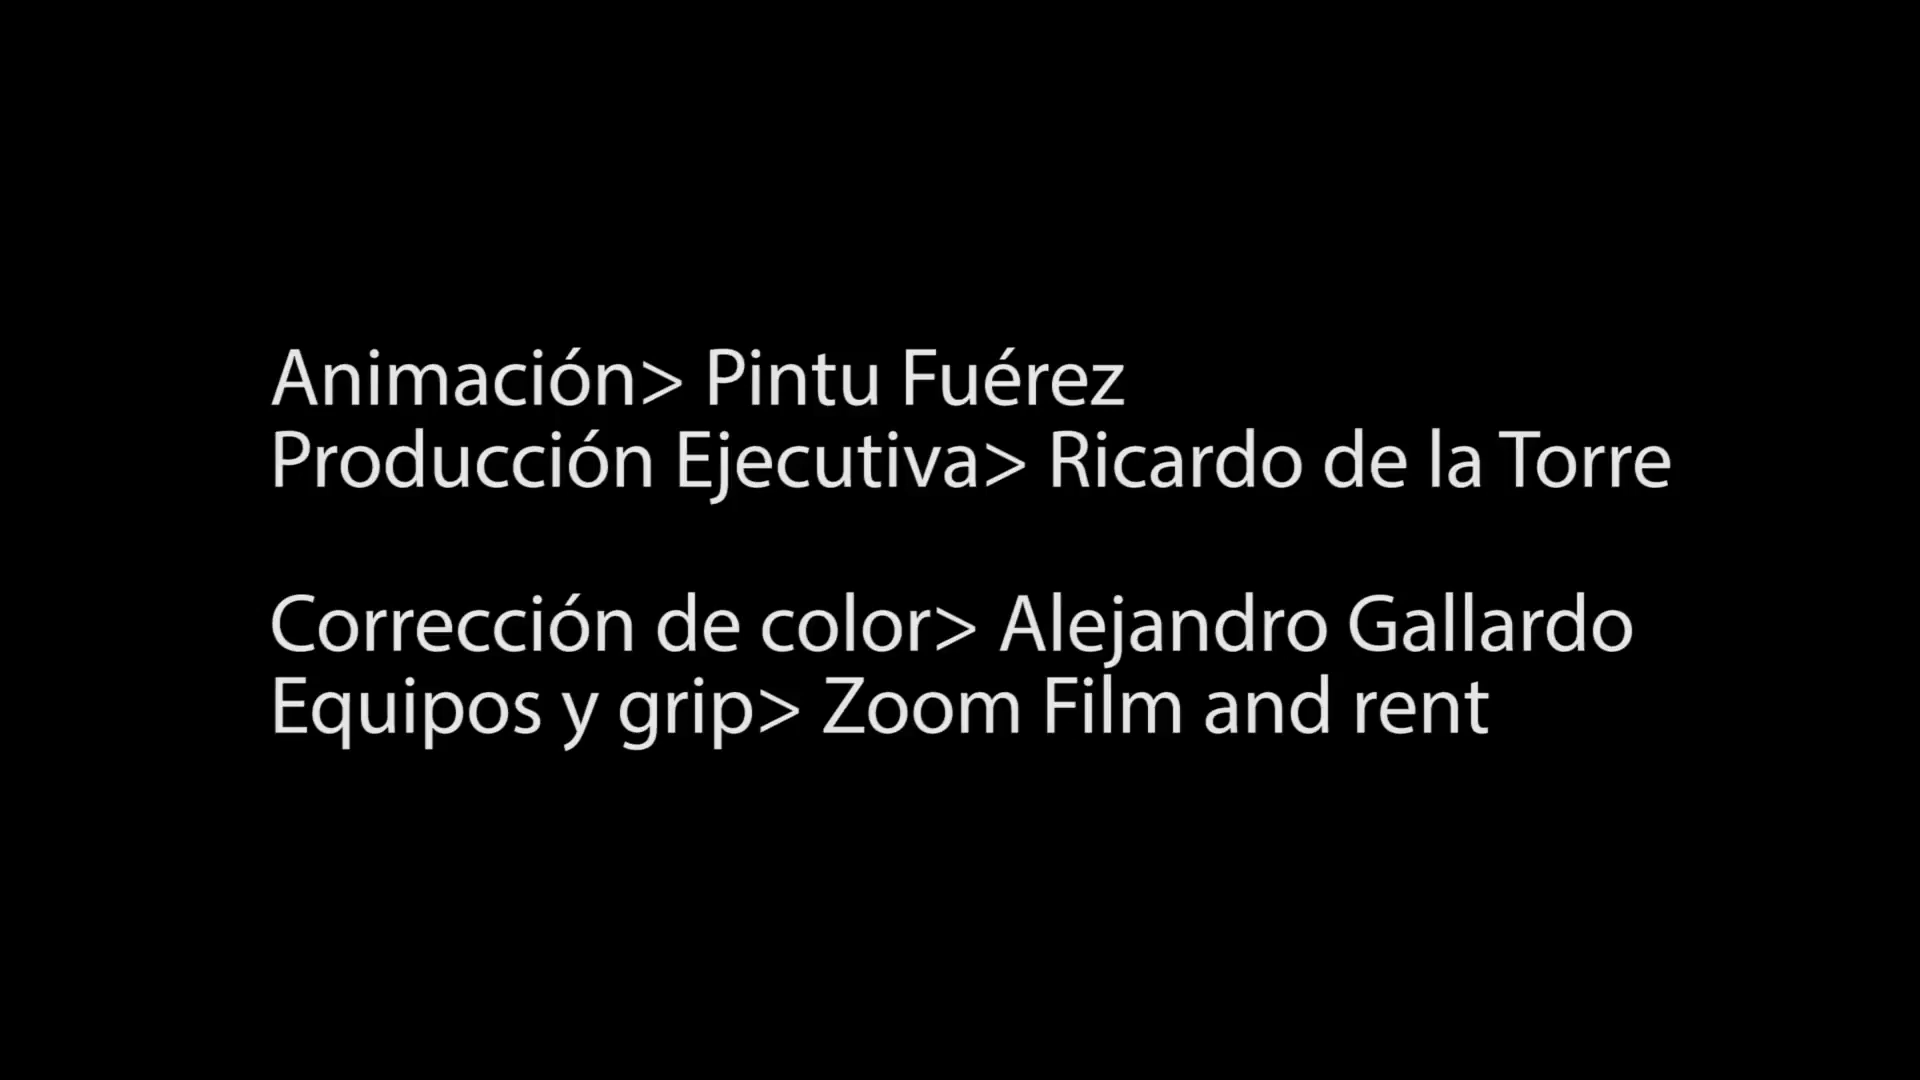 Animación> Pintu Fuérez
Producción Ejecutiva> Ricardo de la Torre
Corrección de color> Alejandro Gallardo
Equipos y grip> Zoom Film and rent